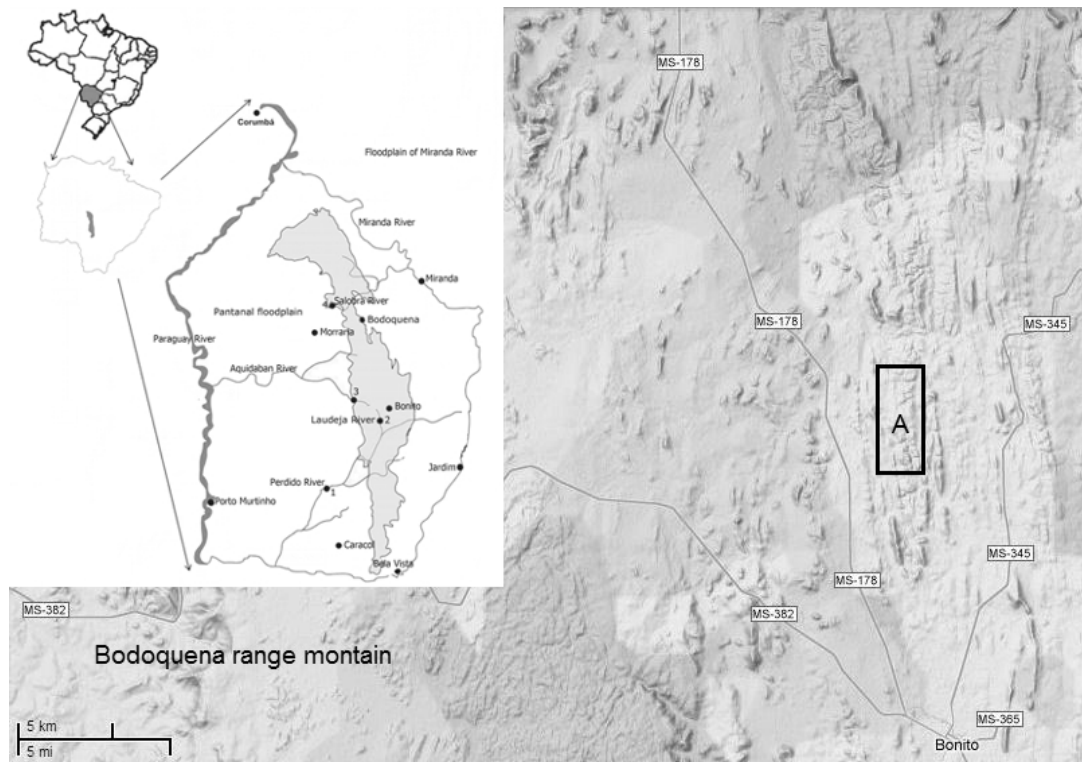 Corumbá
Floodplain of Miranda River
Miranda River
Miranda
Salobra River
4
Pantanal floodplain
Bodoquena
Morraria
Paraguay River
Aquidaban River
3
Bonito
Laudeja River
2
Jardim
Perdido River
1
Porto Murtinho
Caracol
Bela Vista
MS-178
MS-178
MS-345
A
MS-345
MS-178
MS-382
MS-382
Bodoquena range montain
5 km
5 mi
MS-365
Bonito